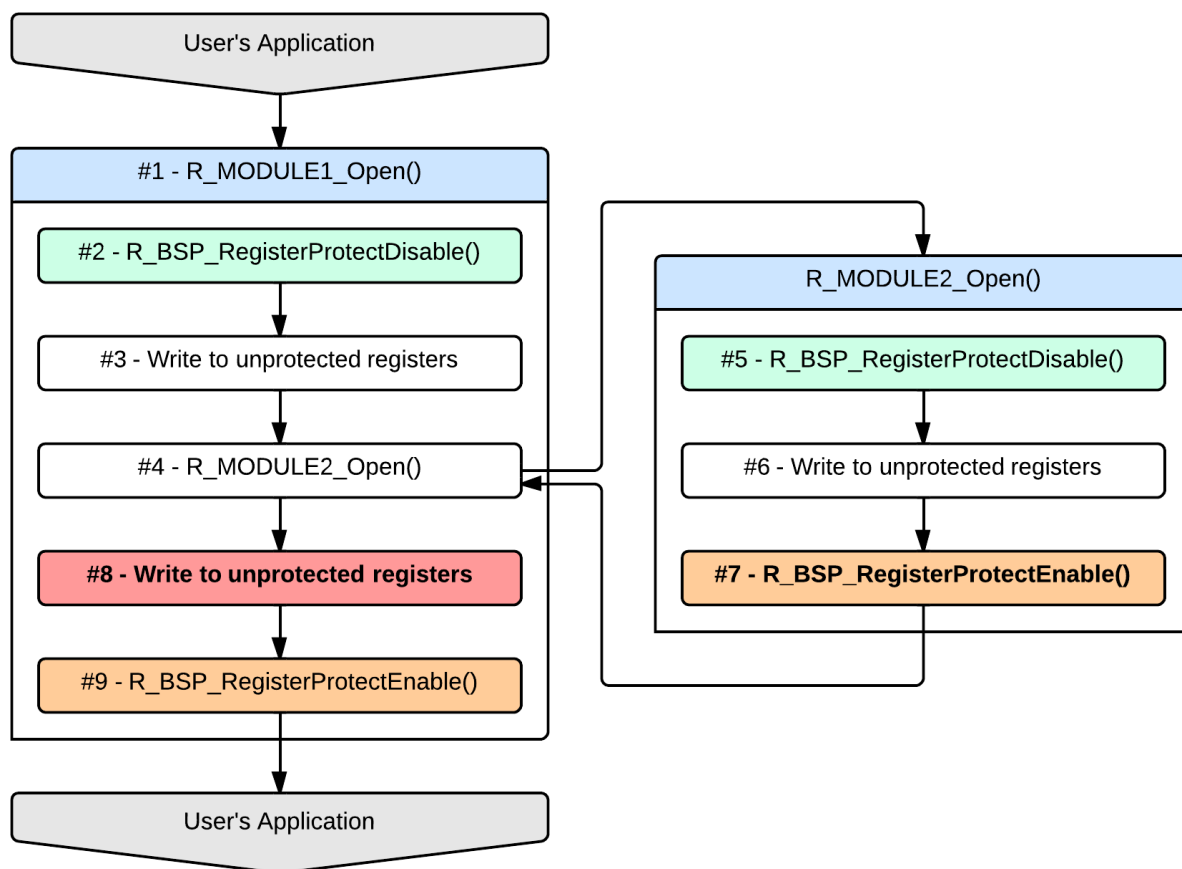 User's Application
#1 - R_MODULE1_Open()
#2 - R_BSP_RegisterProtectDisable()
#3 - Write to unprotected registers
#4 - R_MODULE2_Open()
R_MODULE2_Open()
#5 - R_BSP_RegisterProtectDisable()
#6 - Write to unprotected registers
#7 - R_BSP_RegisterProtectEnable()
#8 - Write to unprotected registers
#9 - R_BSP_RegisterProtectEnable()
User's Application